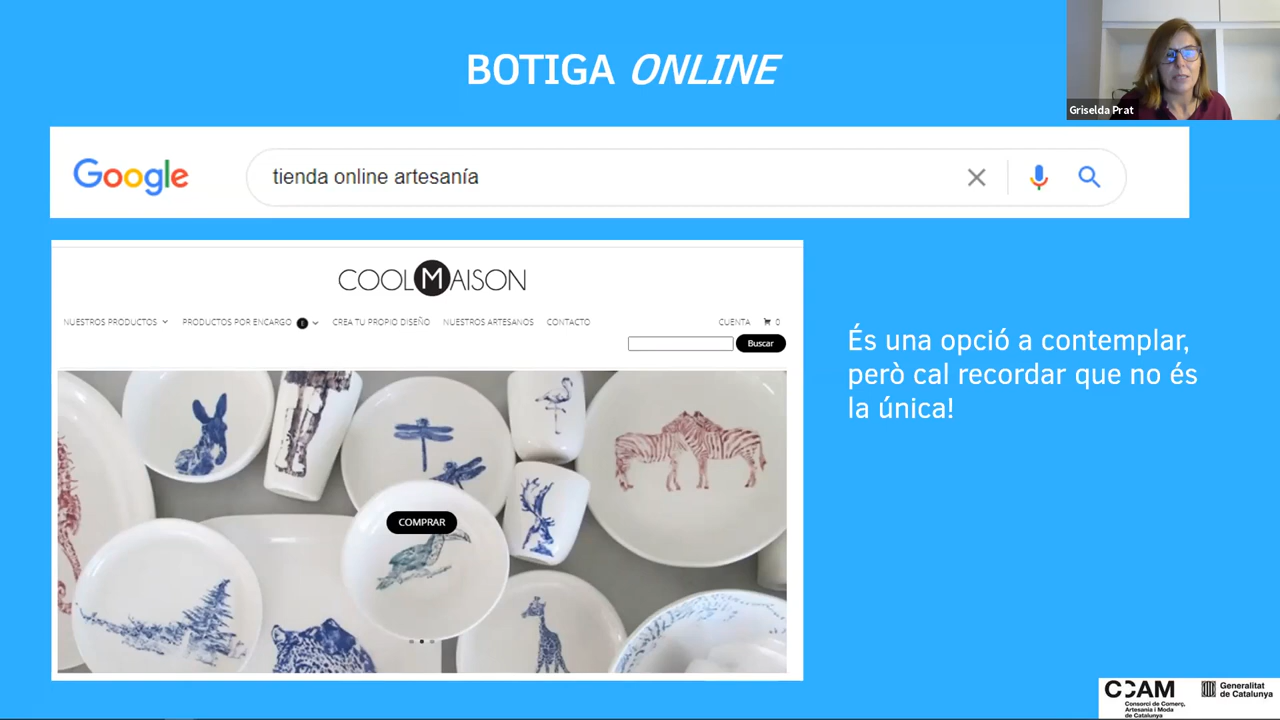 BOTIGA ONLINE
Griselda Prat
Google
tienda online artesanía
COOLMAISON
NUESTROS PRODUCTOS
PRODUCTOS POR ENCARGO
E
CREA TU PROPIO DISEÑO
NUESTROS ARTESANOS
CONTACTO
CUENTA
0
Buscar
COMPRAR
És una opció a contemplar,
però cal recordar que no és
la única!
CCAM
Consorci de Comerç,
Artesania i Moda
de Catalunya
Generalitat
de Catalunya